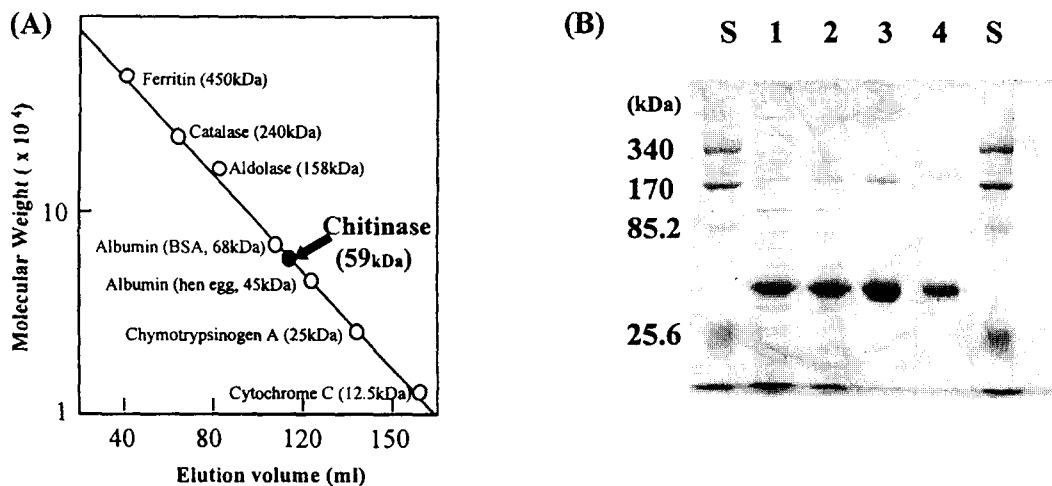 (A)
Molecular Weight ( x 10⁴)
10
1
Ferritin (450kDa)
Catalase (240kDa)
Aldolase (158kDa)
Chitinase
(59kDa)
Albumin (BSA, 68kDa)
Albumin (hen egg, 45kDa)
Chymotrypsinogen A (25kDa)
Cytochrome C (12.5kDa)
40 80 120 150
Elution volume (ml)
(B)
S 1 2 3 4 S
(kDa)
340
170
85.2
25.6